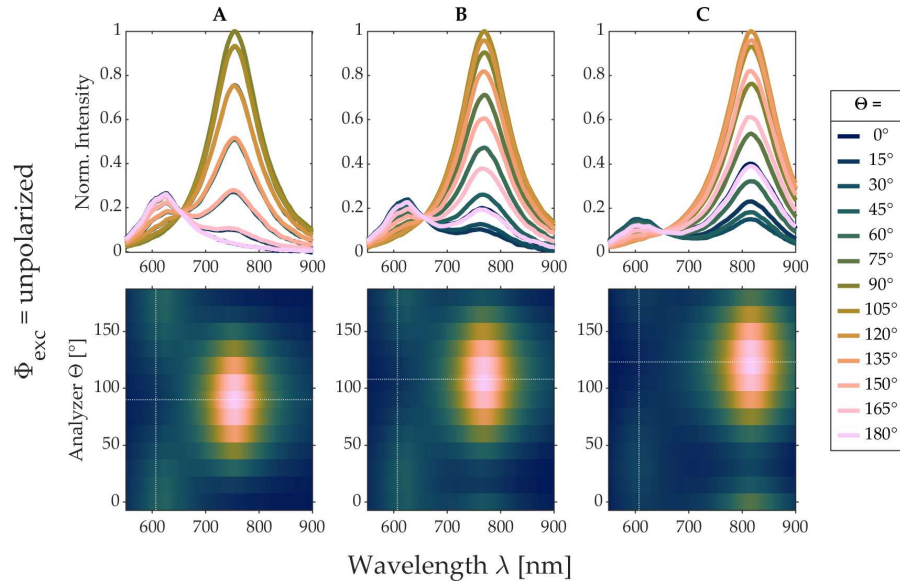 A B C
1 1 1
0.8 0.8 0.8
0.6 0.6 0.6
0.4 0.4 0.4
0.2 0.2 0.2
0 0 0
600 700 800 900 600 700 800 900 600 700 800 900
Norm. Intensity
Φexc = unpolarized
Θ =
0°
15°
30°
45°
60°
75°
90°
105°
120°
135°
150°
165°
180°
150 150 150
100 100 100
50 50 50
0 0 0
600 700 800 900 600 700 800 900 600 700 800 900
Analyzer Θ [°]
Wavelength λ [nm]